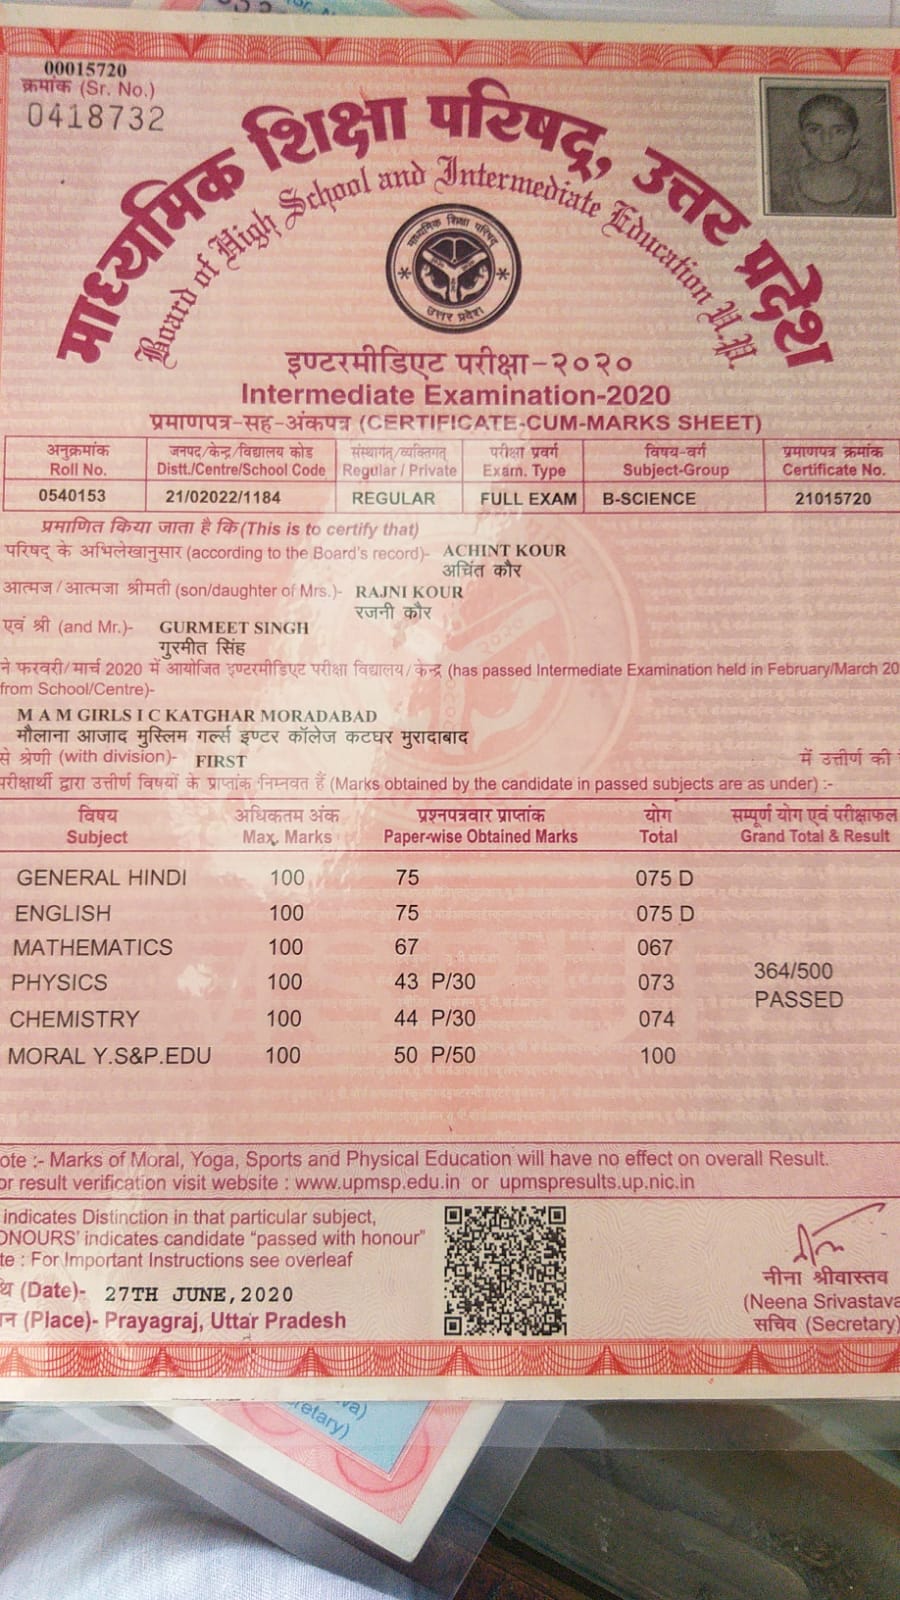 00015720
क्रमांक (Sr. No.)
0418732
माध्यमिक शिक्षा परिषद्, उत्तर प्रदेश
Board of High School and Intermediate Education U.P.
माध्यमिक शिक्षा परिषद
उत्तर प्रदेश
इण्टरमीडिएट परीक्षा-२०२०
Intermediate Examination-2020
प्रमाणपत्र-सह-अंकपत्र (CERTIFICATE-CUM-MARKS SHEET)
अनुक्रमांक जनपद/केन्द्र/विद्यालय कोड संस्थागत/व्यक्तिगत परीक्षा प्रवर्ग विषय-वर्ग प्रमाणपत्र क्रमांक
Roll No. Distt./Centre/School Code Regular / Private Exam. Type Subject-Group Certificate No.
0540153 21/02022/1184 REGULAR FULL EXAM B-SCIENCE 21015720
प्रमाणित किया जाता है कि (This is to certify that)
परिषद् के अभिलेखानुसार (according to the Board's record)- ACHINT KOUR
अचिंत कौर
आत्मज/आत्मजा श्रीमती (son/daughter of Mrs.)- RAJNI KOUR
रजनी कौर
एवं श्री (and Mr.)- GURMEET SINGH
गुरमीत सिंह
ने फरवरी/मार्च 2020 में आयोजित इण्टरमीडिएट परीक्षा विद्यालय/केन्द्र (has passed Intermediate Examination held in February/March 20
from School/Centre)-
M A M GIRLS I C KATGHAR MORADABAD
मौलाना आजाद मुस्लिम गर्ल्स इण्टर कॉलेज कटघर मुरादाबाद
से श्रेणी (with division)- FIRST में उत्तीर्ण की
परीक्षार्थी द्वारा उत्तीर्ण विषयों के प्राप्तांक निम्नवत हैं (Marks obtained by the candidate in passed subjects are as under) :-
विषय अधिकतम अंक प्रश्नपत्रवार प्राप्तांक योग सम्पूर्ण योग एवं परीक्षाफल
Subject Max. Marks Paper-wise Obtained Marks Total Grand Total & Result
GENERAL HINDI 100 75 075 D
ENGLISH 100 75 075 D
MATHEMATICS 100 67 067
364/500
PHYSICS 100 43 P/30 073
PASSED
CHEMISTRY 100 44 P/30 074
MORAL Y.S&P.EDU 100 50 P/50 100
ote :- Marks of Moral, Yoga, Sports and Physical Education will have no effect on overall Result.
or result verification visit website : www.upmsp.edu.in or upmspresults.up.nic.in
indicates Distinction in that particular subject,
ONOURS' indicates candidate "passed with honour"
te : For Important Instructions see overleaf
थि (Date)- 27TH JUNE,2020
ान (Place)- Prayagraj, Uttar Pradesh
नीना श्रीवास्तव
(Neena Srivastava
सचिव (Secretary)
va)
etary)